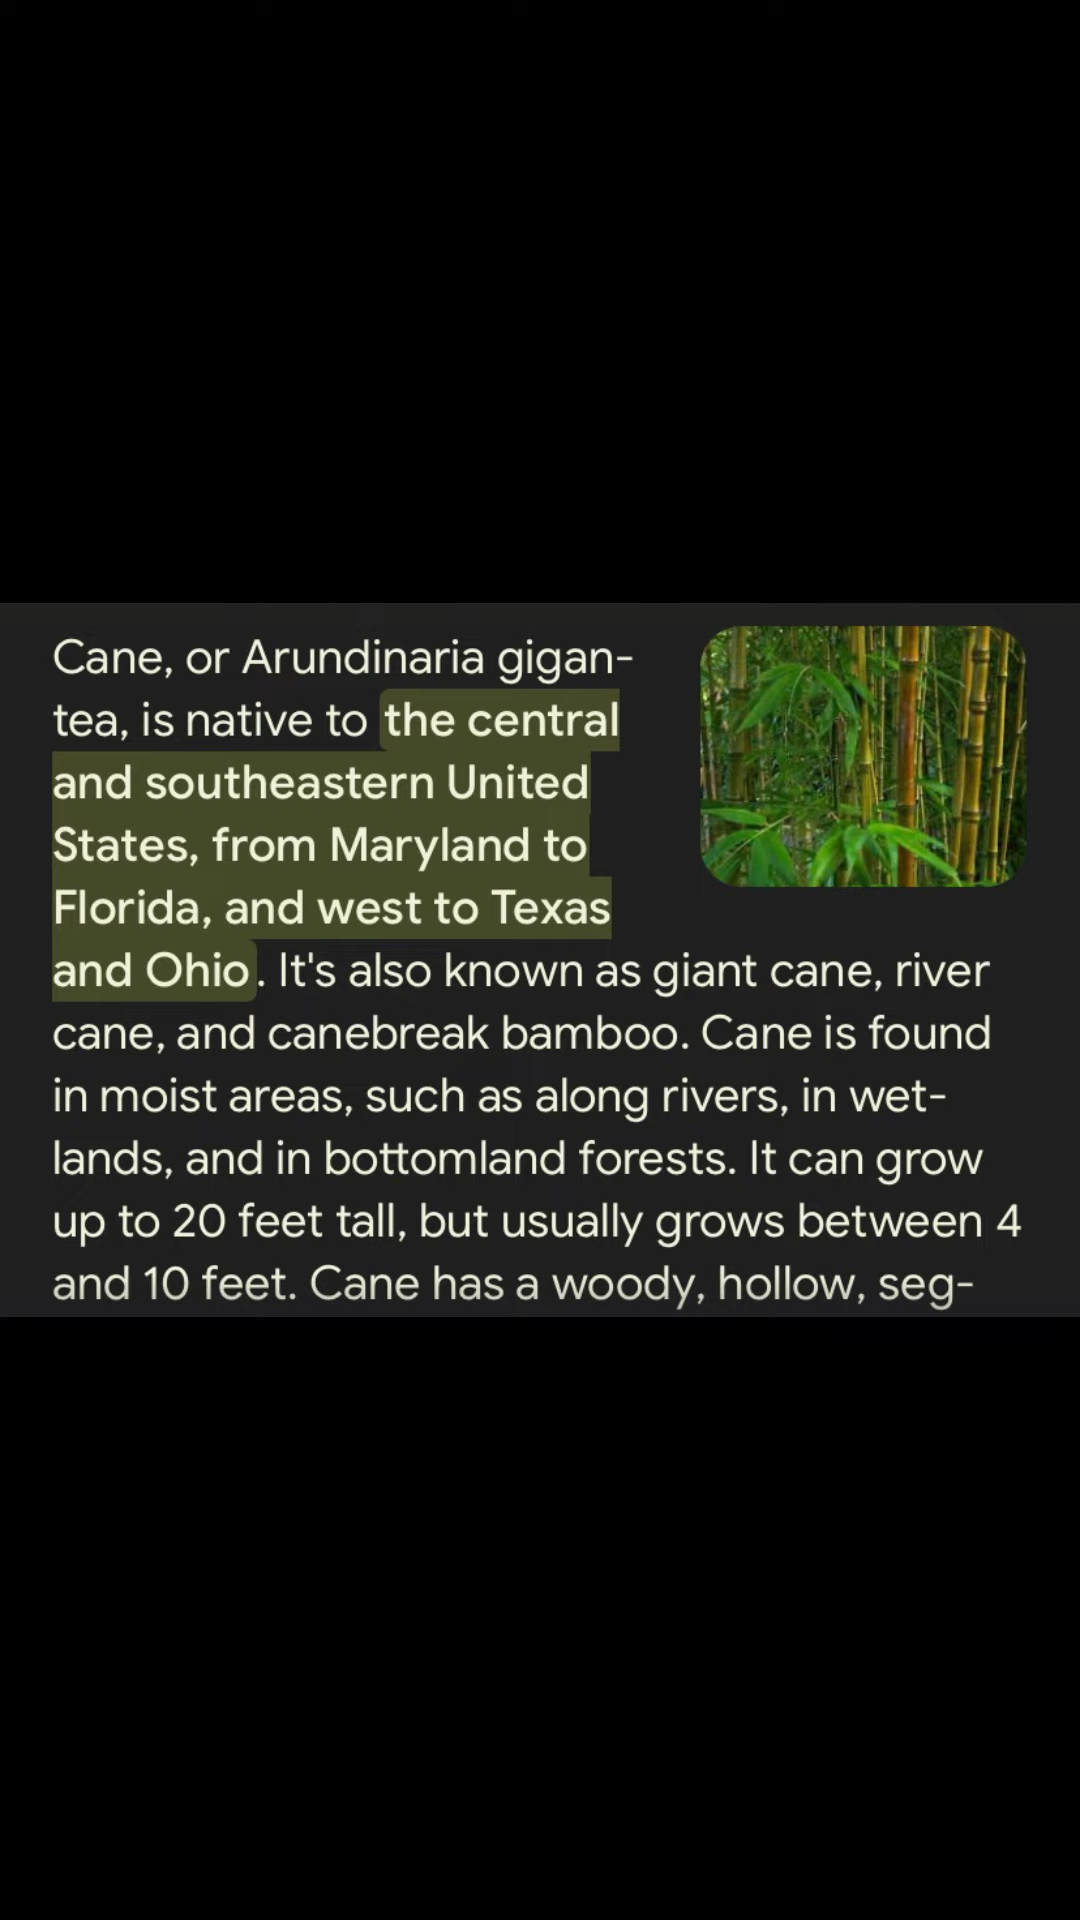 Cane, or Arundinaria gigan-
tea, is native to the central
and southeastern United
States, from Maryland to
Florida, and west to Texas
and Ohio. It's also known as giant cane, river
cane, and canebreak bamboo. Cane is found
in moist areas, such as along rivers, in wet-
lands, and in bottomland forests. It can grow
up to 20 feet tall, but usually grows between 4
and 10 feet. Cane has a woody, hollow, seg-